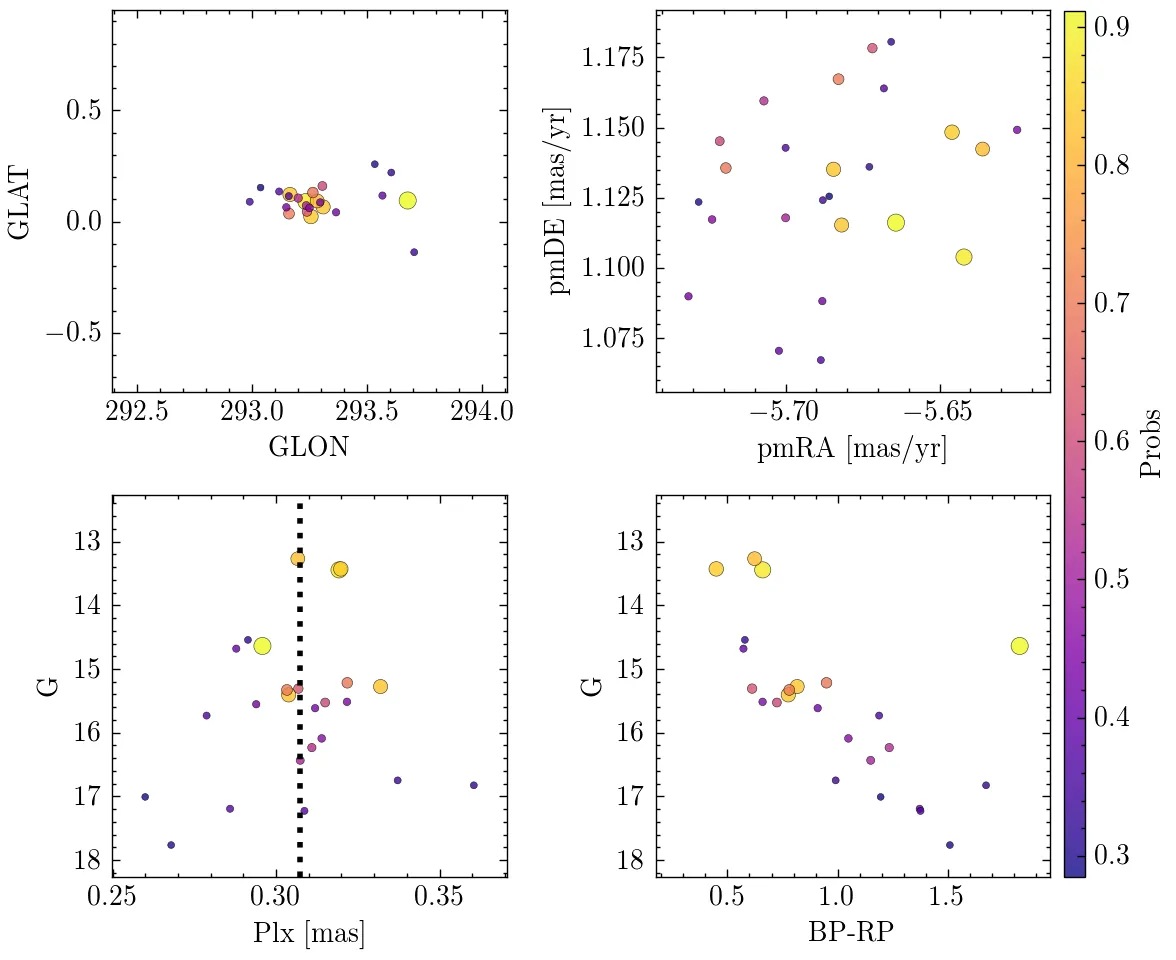 0.5
0.0
−0.5
GLAT
292.5 293.0 293.5 294.0
GLON
1.175
1.150
1.125
1.100
1.075
pmDE [mas/yr]
−5.70 −5.65
pmRA [mas/yr]
13
14
15
16
17
18
G
0.25 0.30 0.35
Plx [mas]
13
14
15
16
17
18
G
0.5 1.0 1.5
BP-RP
0.9
0.8
0.7
0.6
0.5
0.4
0.3
Probs